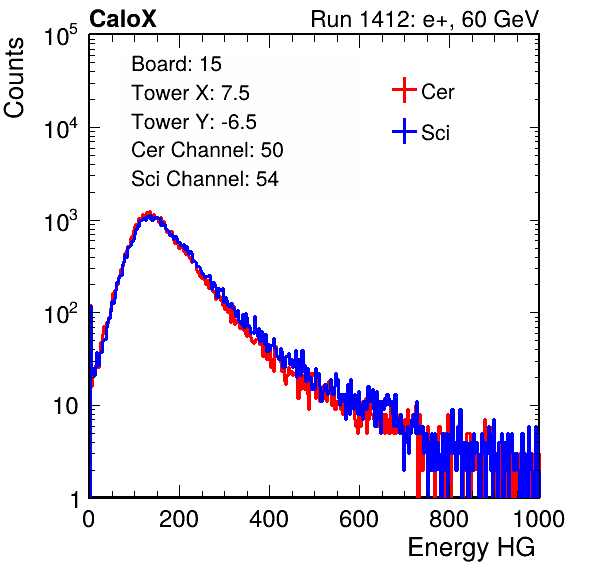 CaloX Run 1412: e+, 60 GeV
Counts
Board: 15
Tower X: 7.5
Tower Y: -6.5
Cer Channel: 50
Sci Channel: 54
Cer
Sci
10^5
10^4
10^3
10^2
10
1
0 200 400 600 800 1000
Energy HG